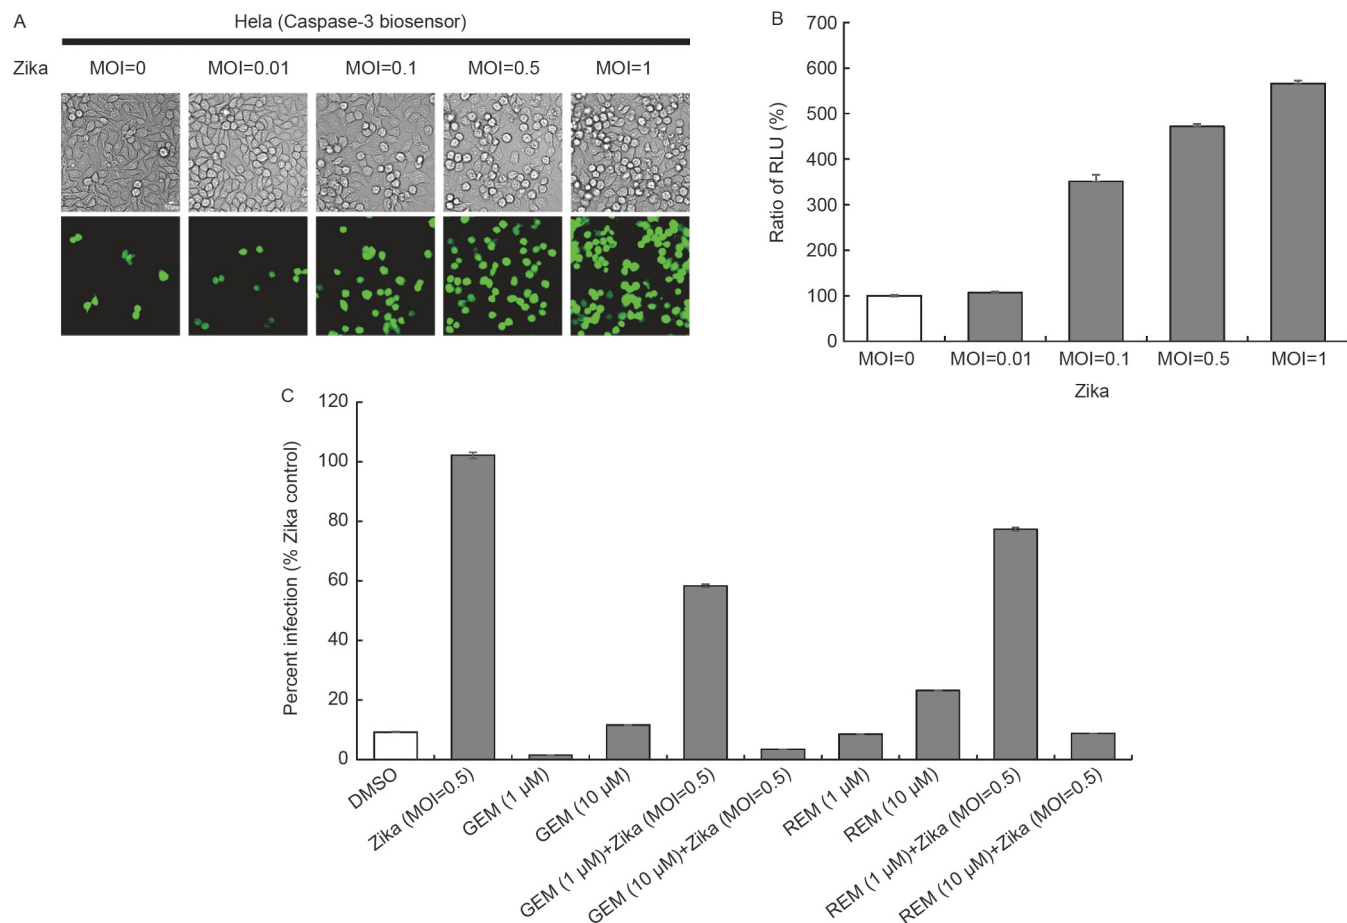 A
Hela (Caspase-3 biosensor)
Zika MOI=0 MOI=0.01 MOI=0.1 MOI=0.5 MOI=1
B
Ratio of RLU (%)
700
600
500
400
300
200
100
0
MOI=0 MOI=0.01 MOI=0.1 MOI=0.5 MOI=1
Zika
C
Percent infection (% Zika control)
120
100
80
60
40
20
0
DMSO
Zika (MOI=0.5)
GEM (1 µM)
GEM (10 µM)
GEM (1 µM)+Zika (MOI=0.5)
GEM (10 µM)+Zika (MOI=0.5)
REM (1 µM)
REM (10 µM)
REM (1 µM)+Zika (MOI=0.5)
REM (10 µM)+Zika (MOI=0.5)